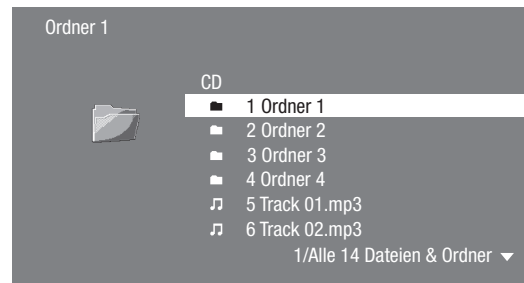 Ordner 1
CD
1 Ordner 1
2 Ordner 2
3 Ordner 3
4 Ordner 4
5 Track 01.mp3
6 Track 02.mp3
1/Alle 14 Dateien & Ordner